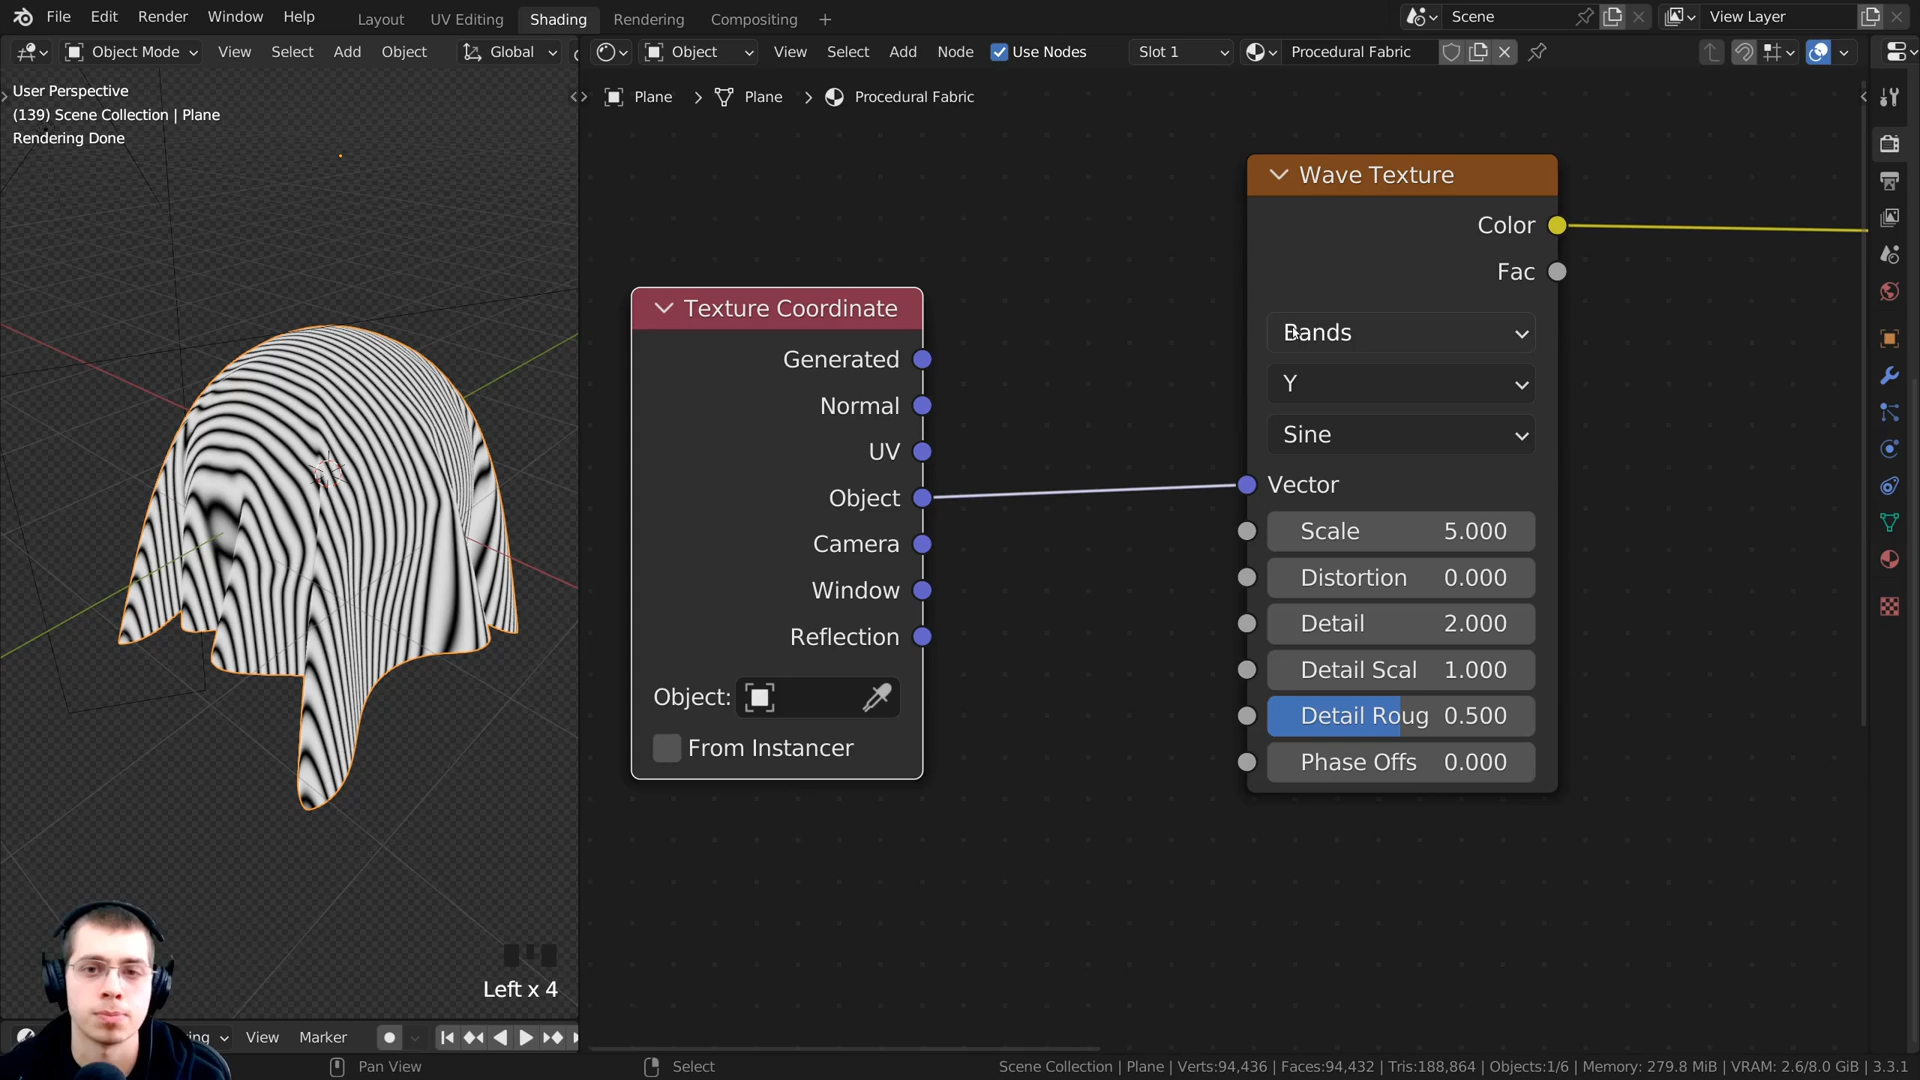 File Edit Render Window Help Layout UV Editing Shading Rendering Compositing + Scene View Layer
Object Mode View Select Add Object Global Object View Select Add Node Use Nodes Slot 1 Procedural Fabric
User Perspective
(139) Scene Collection | Plane
Rendering Done
Plane Plane Procedural Fabric
Texture Coordinate
Generated
Normal
UV
Object
Camera
Window
Reflection
Object:
From Instancer
Wave Texture
Color
Fac
Bands
Y
Sine
Vector
Scale 5.000
Distortion 0.000
Detail 2.000
Detail Scal 1.000
Detail Roug 0.500
Phase Offs 0.000
Left x 4
ng View Marker
Pan View Select Scene Collection | Plane | Verts:94,436 | Faces:94,432 | Tris:188,864 | Objects:1/6 | Memory: 279.8 MiB | VRAM: 2.6/8.0 GiB | 3.3.1